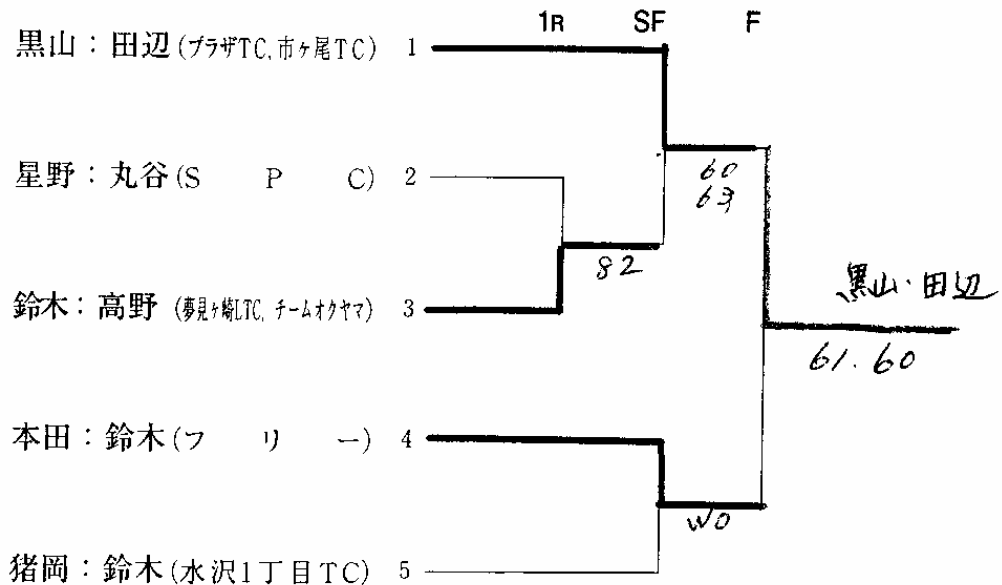 1R SF F
黒山：田辺(プラザTC,市ヶ尾TC) 1
星野：丸谷(S P C) 2
60
63
82
鈴木：高野(夢見ヶ崎LTC,チームオクヤマ) 3
黒山・田辺
61.60
本田：鈴木(フリー) 4
WO
猪岡：鈴木(水沢1丁目TC) 5